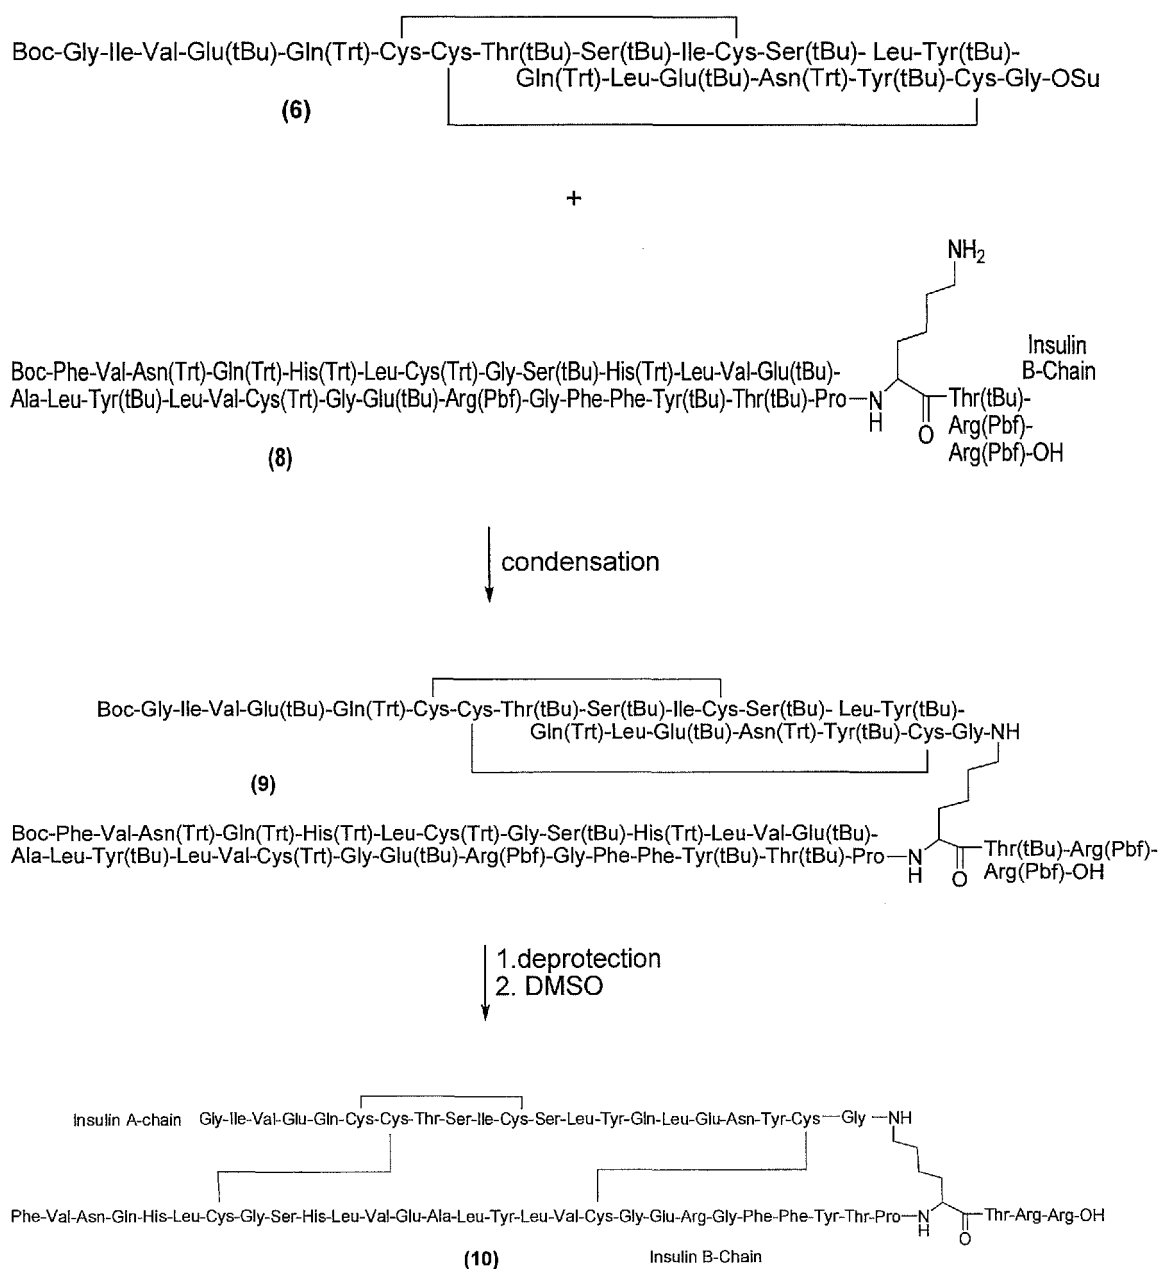 Boc-Gly-Ile-Val-Glu(tBu)-Gln(Trt)-Cys-Cys-Thr(tBu)-Ser(tBu)-Ile-Cys-Ser(tBu)- Leu-Tyr(tBu)-
Gln(Trt)-Leu-Glu(tBu)-Asn(Trt)-Tyr(tBu)-Cys-Gly-OSu
(6)
+
NH2
Insulin
B-Chain
Boc-Phe-Val-Asn(Trt)-Gln(Trt)-His(Trt)-Leu-Cys(Trt)-Gly-Ser(tBu)-His(Trt)-Leu-Val-Glu(tBu)-
Ala-Leu-Tyr(tBu)-Leu-Val-Cys(Trt)-Gly-Glu(tBu)-Arg(Pbf)-Gly-Phe-Phe-Tyr(tBu)-Thr(tBu)-Pro-N H O Thr(tBu)-
Arg(Pbf)-
Arg(Pbf)-OH
(8)
condensation
Boc-Gly-Ile-Val-Glu(tBu)-Gln(Trt)-Cys-Cys-Thr(tBu)-Ser(tBu)-Ile-Cys-Ser(tBu)- Leu-Tyr(tBu)-
Gln(Trt)-Leu-Glu(tBu)-Asn(Trt)-Tyr(tBu)-Cys-Gly-NH
(9)
Boc-Phe-Val-Asn(Trt)-Gln(Trt)-His(Trt)-Leu-Cys(Trt)-Gly-Ser(tBu)-His(Trt)-Leu-Val-Glu(tBu)-
Ala-Leu-Tyr(tBu)-Leu-Val-Cys(Trt)-Gly-Glu(tBu)-Arg(Pbf)-Gly-Phe-Phe-Tyr(tBu)-Thr(tBu)-Pro-N H O Thr(tBu)-Arg(Pbf)-
Arg(Pbf)-OH
1.deprotection
2. DMSO
Insulin A-chain Gly-Ile-Val-Glu-Gln-Cys-Cys-Thr-Ser-Ile-Cys-Ser-Leu-Tyr-Gln-Leu-Glu-Asn-Tyr-Cys-Gly-NH
Phe-Val-Asn-Gln-His-Leu-Cys-Gly-Ser-His-Leu-Val-Glu-Ala-Leu-Tyr-Leu-Val-Cys-Gly-Glu-Arg-Gly-Phe-Phe-Tyr-Thr-Pro-N H O Thr-Arg-Arg-OH
(10) Insulin B-Chain